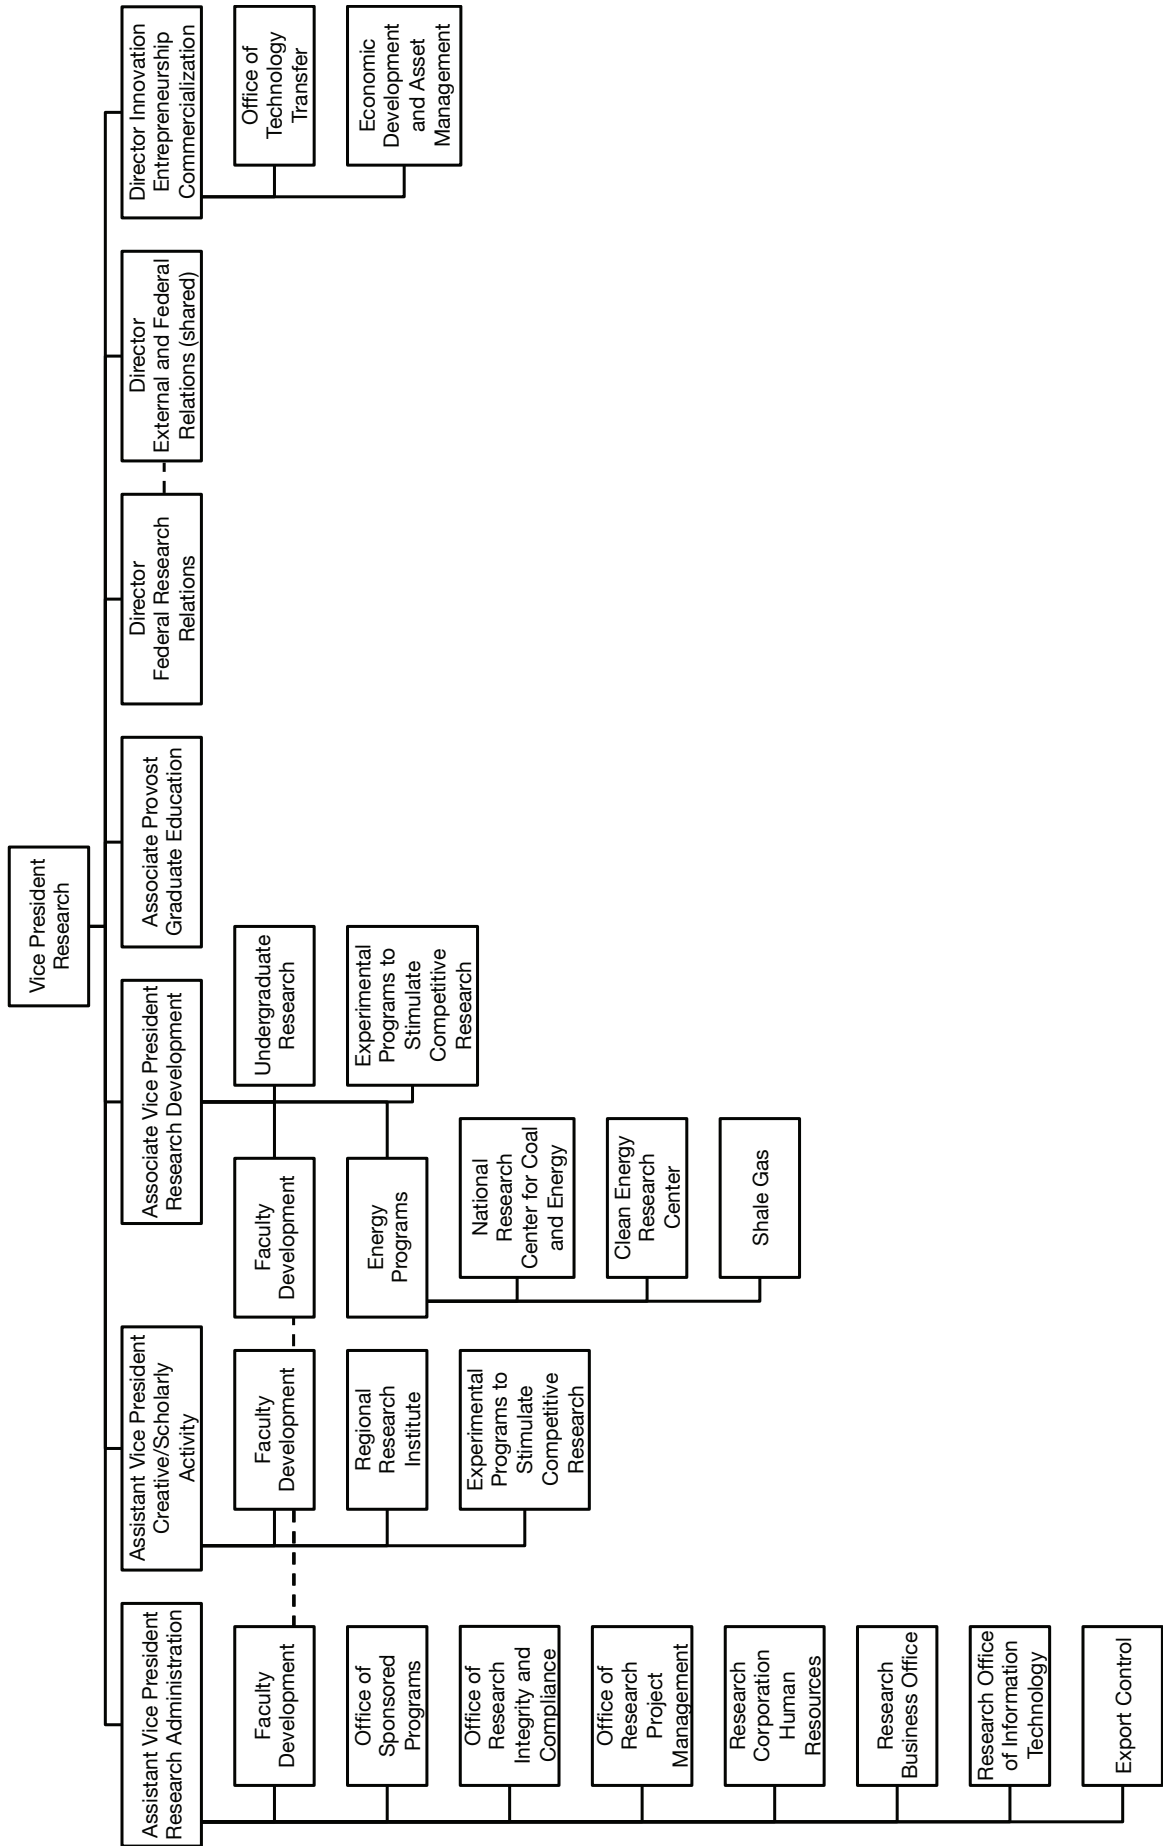 Vice President
Research
Assistant Vice President
Research Administration
Faculty
Development
Office of
Sponsored
Programs
Office of
Research
Integrity and
Compliance
Office of
Research
Project
Management
Research
Corporation
Human
Resources
Research
Business Office
Research Office
of Information
Technology
Export Control
Assistant Vice President
Creative/Scholarly
Activity
Faculty
Development
Regional
Research
Institute
Experimental
Programs to
Stimulate
Competitive
Research
Associate Vice President
Research Development
Faculty
Development
Undergraduate
Research
Energy
Programs
Experimental
Programs to
Stimulate
Competitive
Research
National
Research
Center for Coal
and Energy
Clean Energy
Research
Center
Shale Gas
Associate Provost
Graduate Education
Director
Federal Research
Relations
Director
External and Federal
Relations (shared)
Director Innovation
Entrepreneurship
Commercialization
Office of
Technology
Transfer
Economic
Development
and Asset
Management